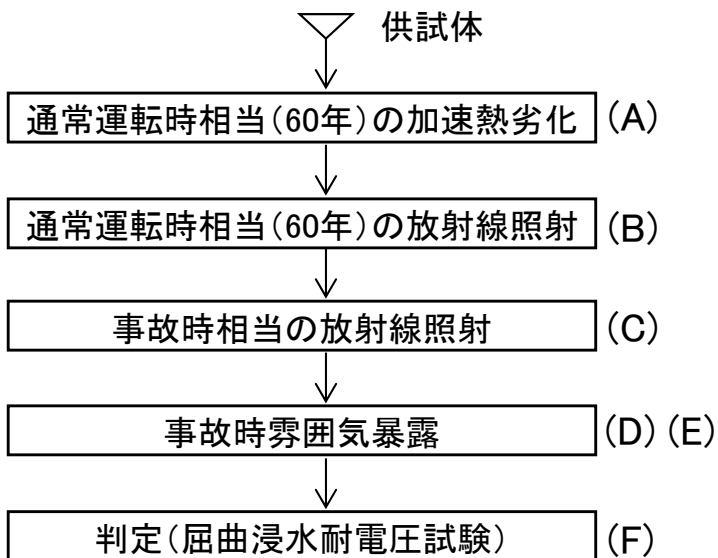 供試体
通常運転時相当(60年)の加速熱劣化 (A)
通常運転時相当(60年)の放射線照射 (B)
事故時相当の放射線照射 (C)
事故時雰囲気暴露 (D)(E)
判定(屈曲浸水耐電圧試験) (F)